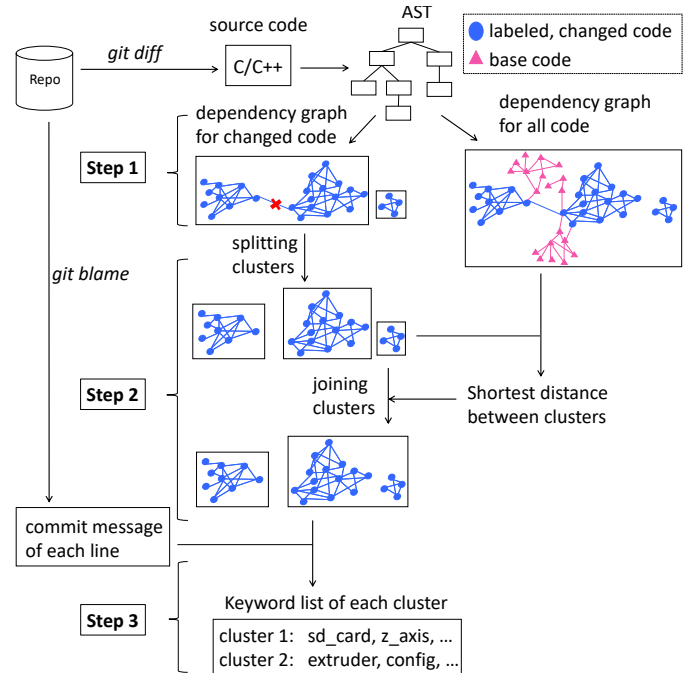 source code
AST
labeled, changed code
base code
git diff
C/C++
Repo
dependency graph
for changed code
dependency graph
for all code
Step 1
splitting
clusters
git blame
Step 2
joining
clusters
Shortest distance
between clusters
commit message
of each line
Step 3
Keyword list of each cluster
cluster 1: sd_card, z_axis, ...
cluster 2: extruder, config, ...